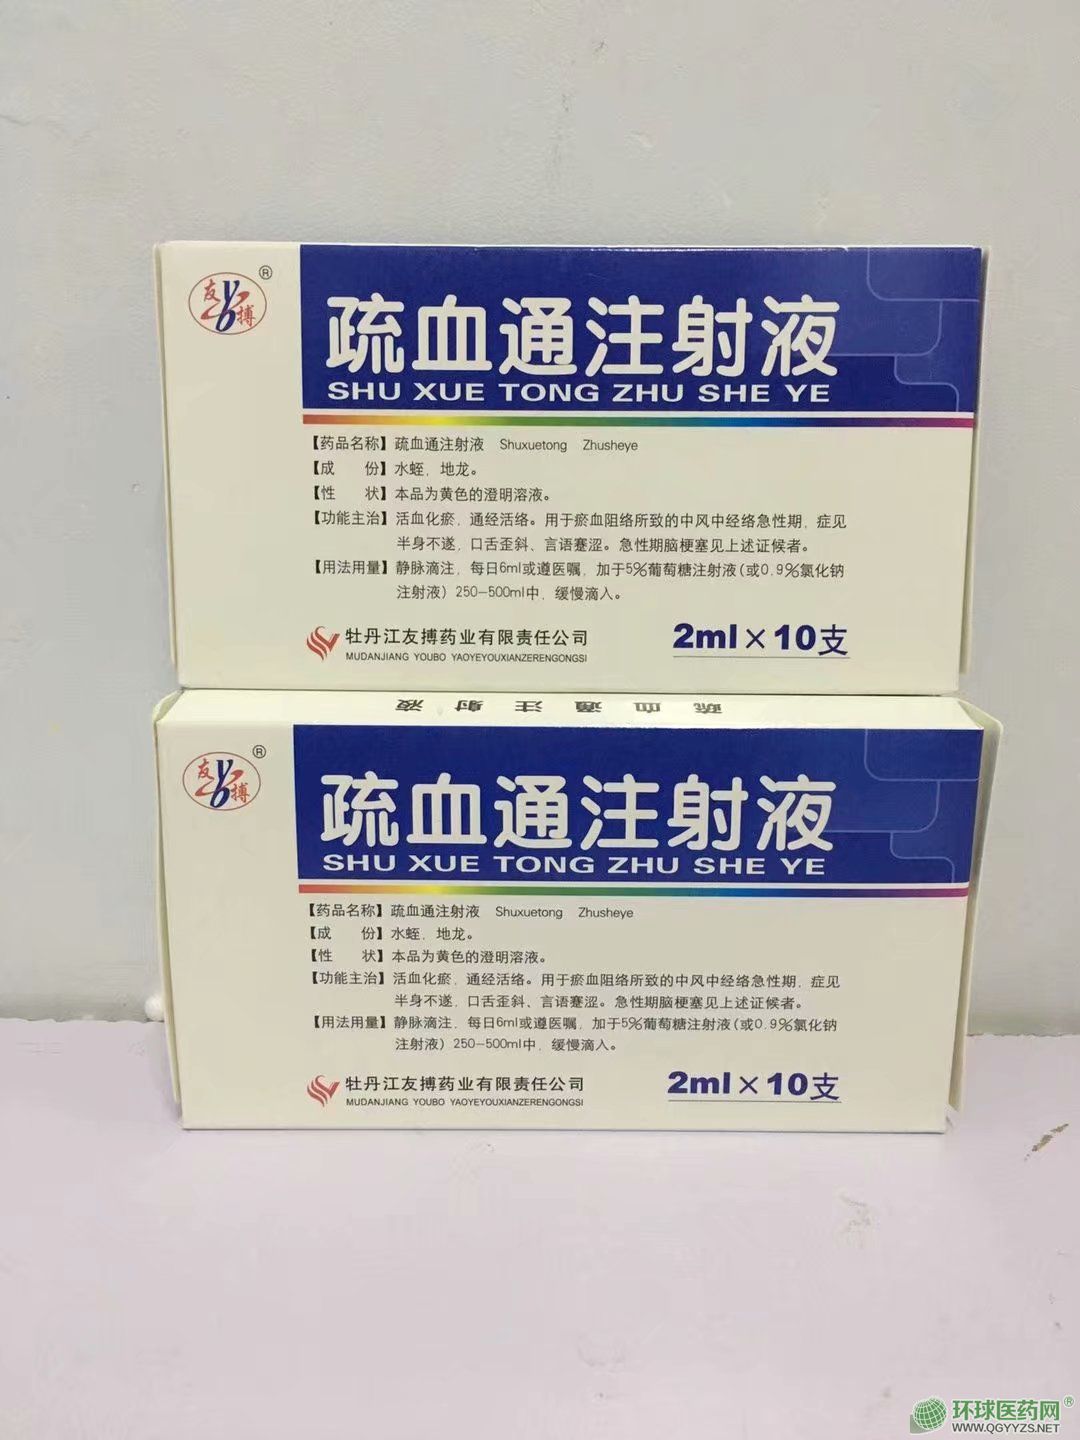 友 YB 搏 ®
疏血通注射液
SHU XUE TONG ZHU SHE YE
【药品名称】疏血通注射液 Shuxuetong Zhusheye
【成 份】水蛭、地龙。
【性 状】本品为黄色的澄明溶液。
【功能主治】活血化瘀，通经活络。用于瘀血阻络所致的中风中经络急性期，症见
半身不遂，口舌歪斜、言语蹇涩。急性期脑梗塞见上述证候者。
【用法用量】静脉滴注，每日6ml或遵医嘱，加于5%葡萄糖注射液(或0.9%氯化钠
注射液) 250-500ml中，缓慢滴入。
牡丹江友搏药业有限责任公司
MUDANJIANG YOUBO YAOYEYOUXIANZERENGONGSI
2ml×10支
疏血通注射液
友 YB 搏 ®
疏血通注射液
SHU XUE TONG ZHU SHE YE
【药品名称】疏血通注射液 Shuxuetong Zhusheye
【成 份】水蛭、地龙。
【性 状】本品为黄色的澄明溶液。
【功能主治】活血化瘀，通经活络。用于瘀血阻络所致的中风中经络急性期，症见
半身不遂，口舌歪斜、言语蹇涩。急性期脑梗塞见上述证候者。
【用法用量】静脉滴注，每日6ml或遵医嘱，加于5%葡萄糖注射液(或0.9%氯化钠
注射液) 250-500ml中，缓慢滴入。
牡丹江友搏药业有限责任公司
MUDANJIANG YOUBO YAOYEYOUXIANZERENGONGSI
2ml×10支
环球医药网®
WWW.QGYYZS.NET